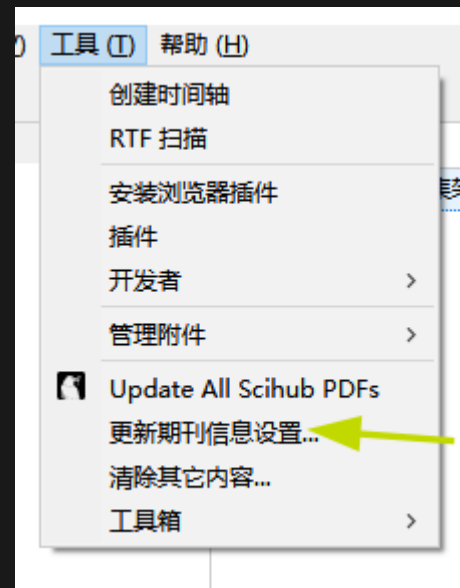 工具 (T) 帮助 (H)
创建时间轴
RTF 扫描
安装浏览器插件
插件
开发者
管理附件
Update All Scihub PDFs
更新期刊信息设置...
清除其它内容...
工具箱